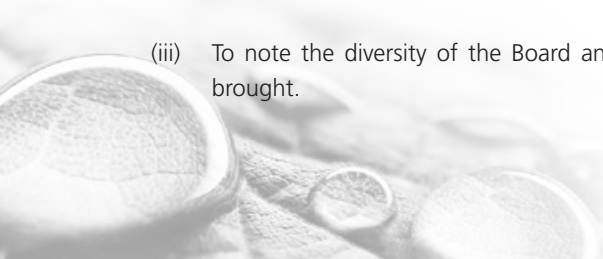 (iii) To note the diversity of the Board an
brought.